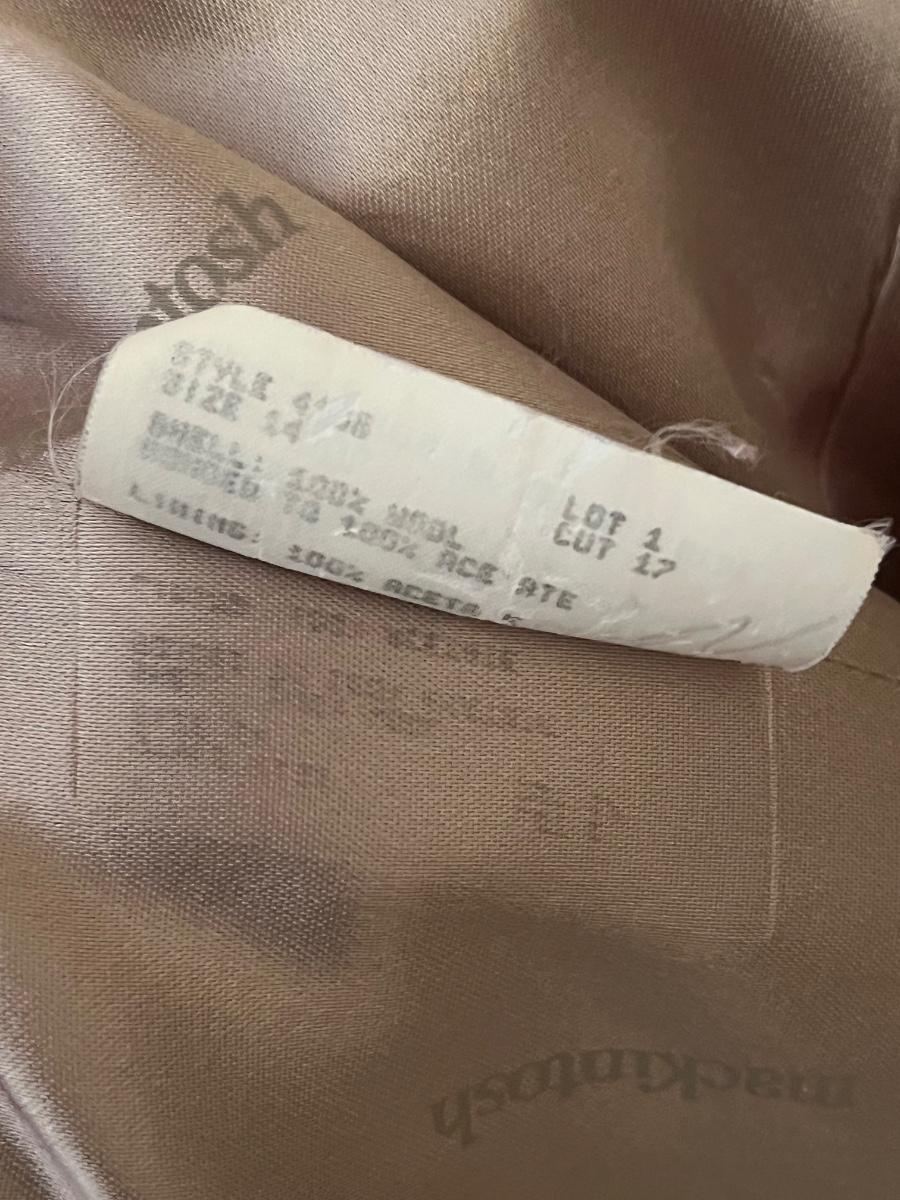 tosh
STYLE
SIZE 14
SHELL: 100% WOOL
BONDED TO 100% ACE ATE
LINING: 100% ACETA
LOT 1
CUT 17
mackintosh